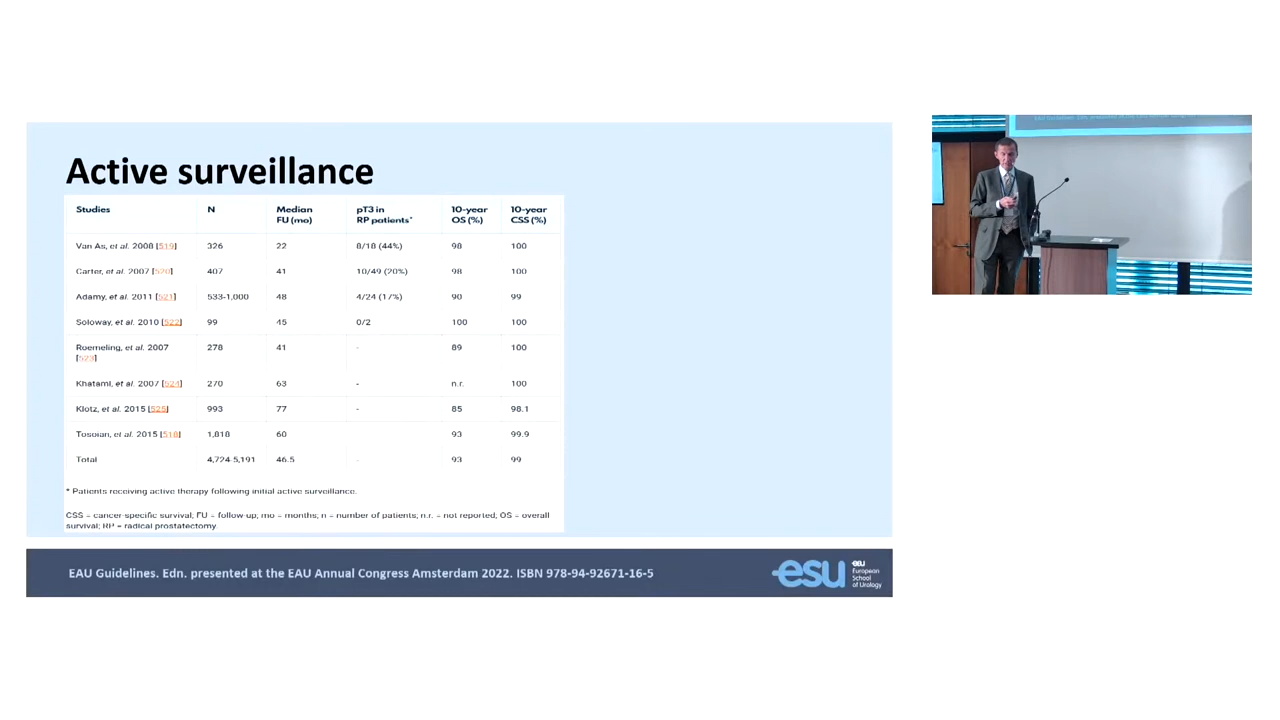 Active surveillance
Studies N Median FU (mo) pT3 in RP patients* 10-year OS (%) 10-year CSS (%)
Van As, et al. 2008 [519] 326 22 8/18 (44%) 98 100
Carter, et al. 2007 [520] 407 41 10/49 (20%) 98 100
Adamy, et al. 2011 [521] 533-1,000 48 4/24 (17%) 90 99
Soloway, et al. 2010 [522] 99 45 0/2 100 100
Roemeling, et al. 2007 [523] 278 41 - 89 100
Khatami, et al. 2007 [524] 270 63 - n.r. 100
Klotz, et al. 2015 [525] 993 77 - 85 98.1
Tosoian, et al. 2015 [518] 1,818 60 93 99.9
Total 4,724-5,191 46.5 - 93 99
* Patients receiving active therapy following initial active surveillance.
CSS = cancer-specific survival; FU = follow-up; mo = months; n = number of patients; n.r. = not reported; OS = overall
survival; RP = radical prostatectomy.
EAU Guidelines. Edn. presented at the EAU Annual Congress Amsterdam 2022. ISBN 978-94-92671-16-5
esu
eau
European
School
of Urology